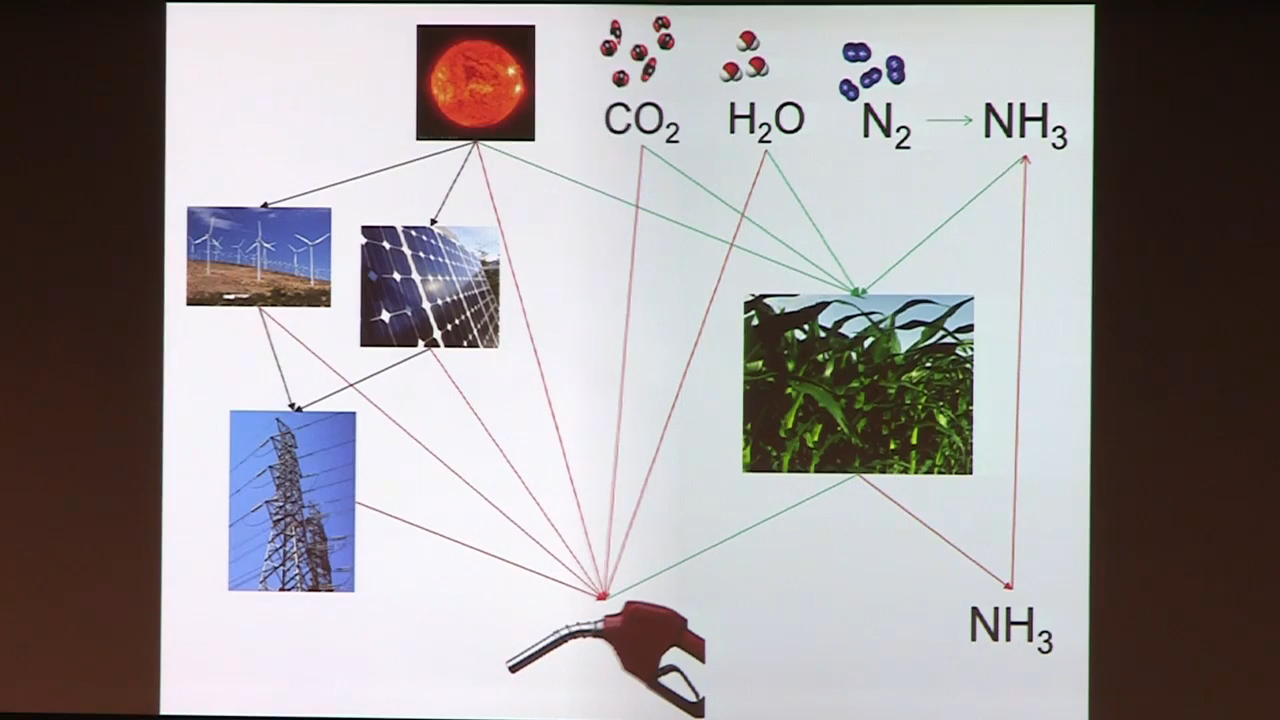 CO₂ H₂O N₂ → NH₃
NH₃